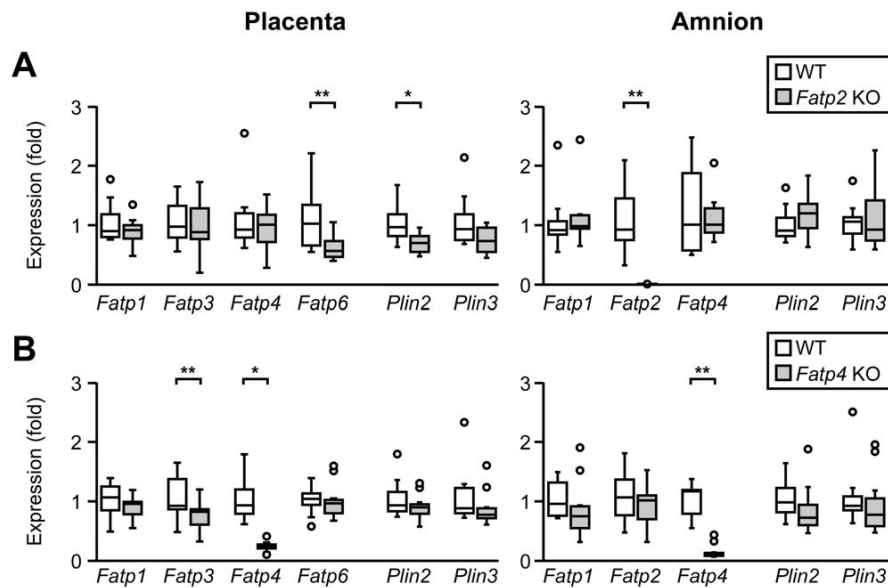 Placenta
Amnion
A
WT
Fatp2 KO
Expression (fold)
3
2
1
0
**
*
Fatp1 Fatp3 Fatp4 Fatp6 Plin2 Plin3
3
2
1
0
**
Fatp1 Fatp2 Fatp4 Plin2 Plin3
B
WT
Fatp4 KO
Expression (fold)
3
2
1
0
**
*
Fatp1 Fatp3 Fatp4 Fatp6 Plin2 Plin3
3
2
1
0
**
Fatp1 Fatp2 Fatp4 Plin2 Plin3